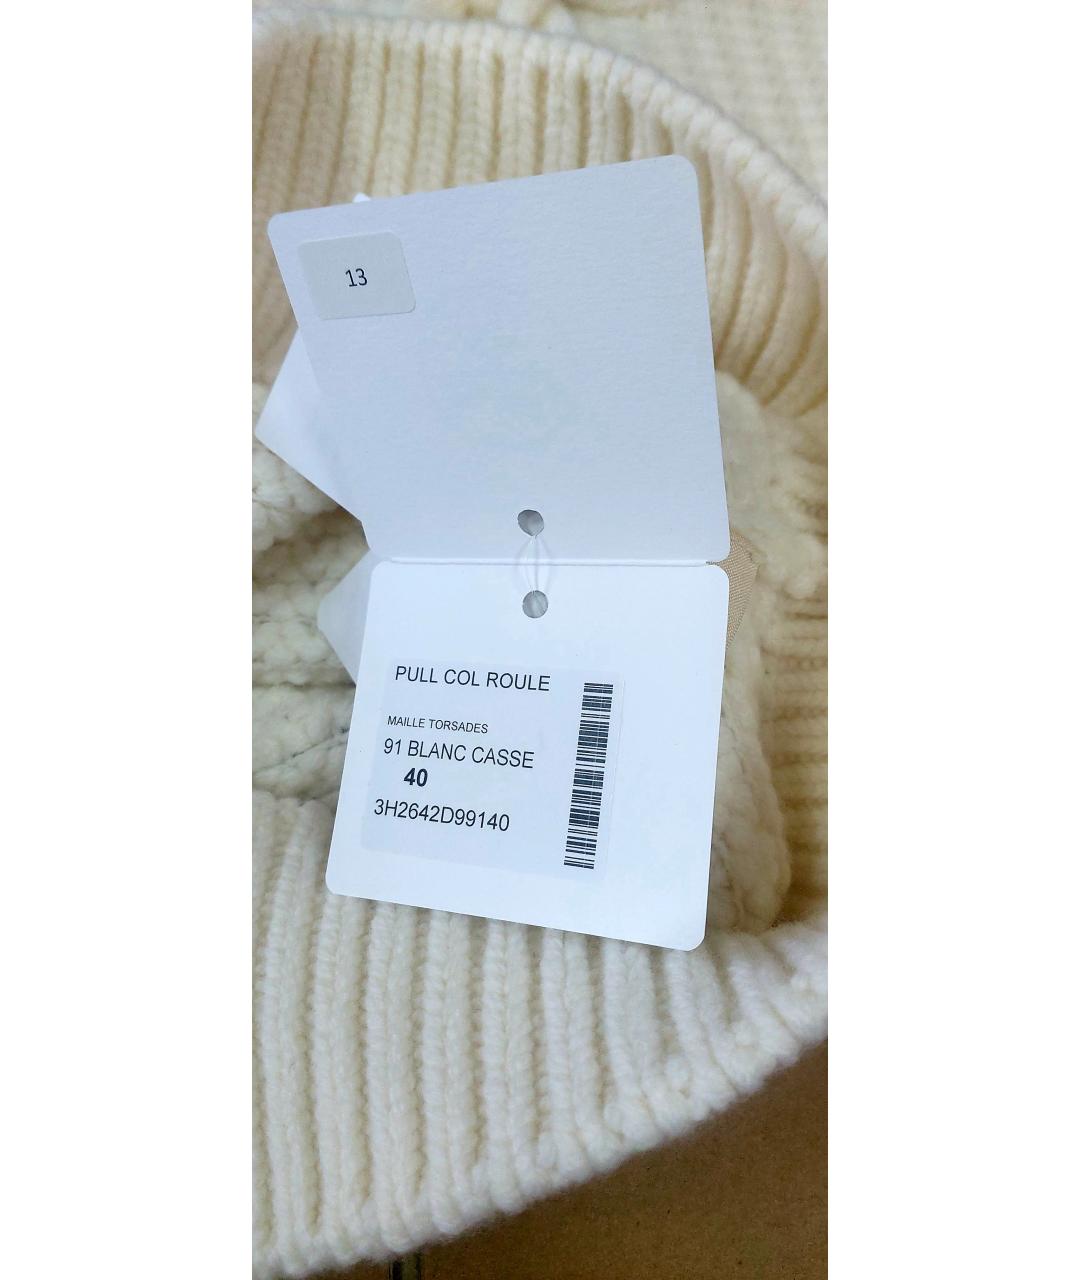 13
PULL COL ROULE
MAILLE TORSADES
91 BLANC CASSE
40
3H2642D99140